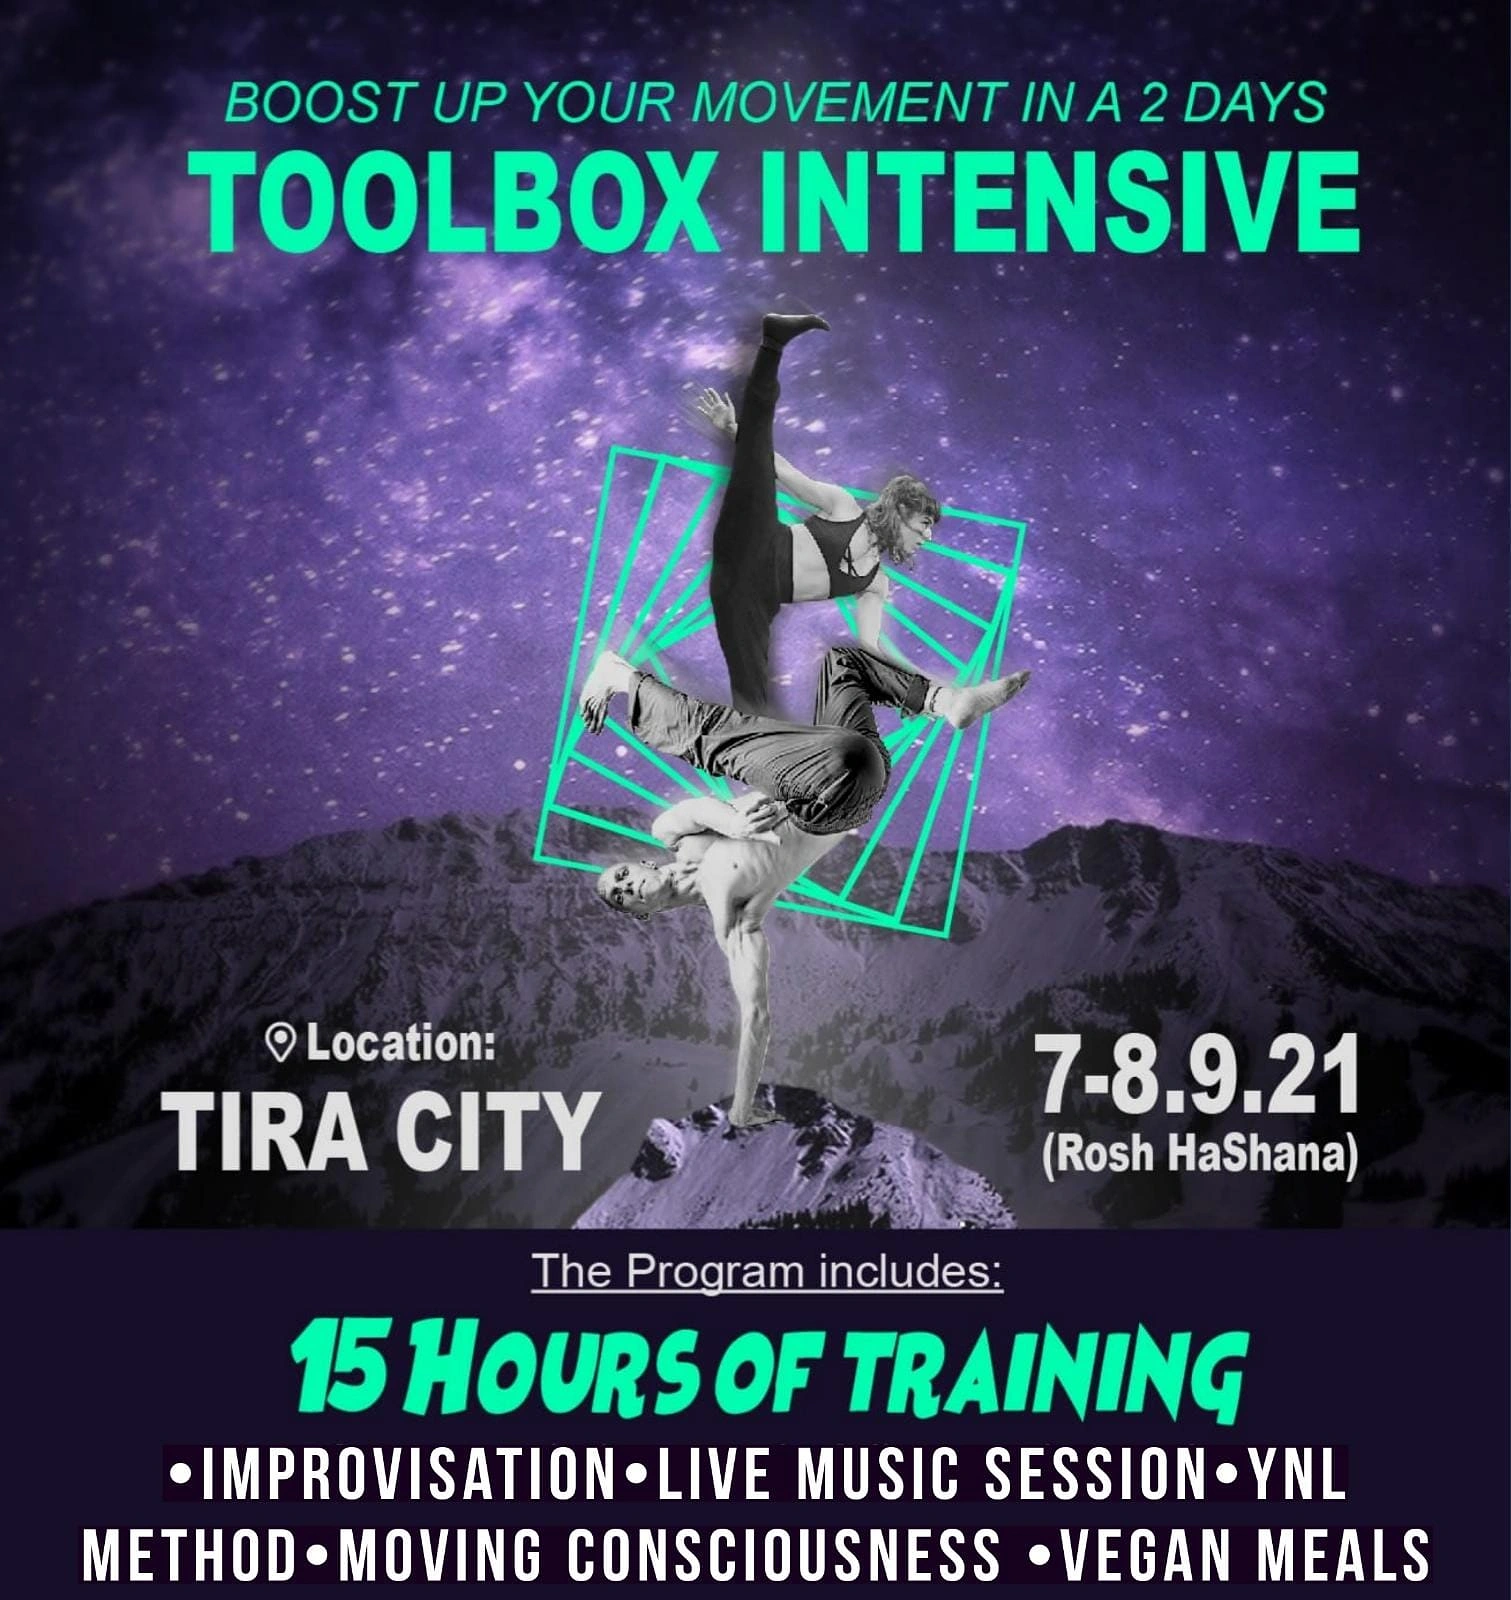 BOOST UP YOUR MOVEMENT IN A 2 DAYS
TOOLBOX INTENSIVE
Location:
TIRA CITY
7-8.9.21
(Rosh HaShana)
The Program includes:
15 HOURS OF TRAINING
•IMPROVISATION•LIVE MUSIC SESSION•YNL
METHOD•MOVING CONSCIOUSNESS •VEGAN MEALS